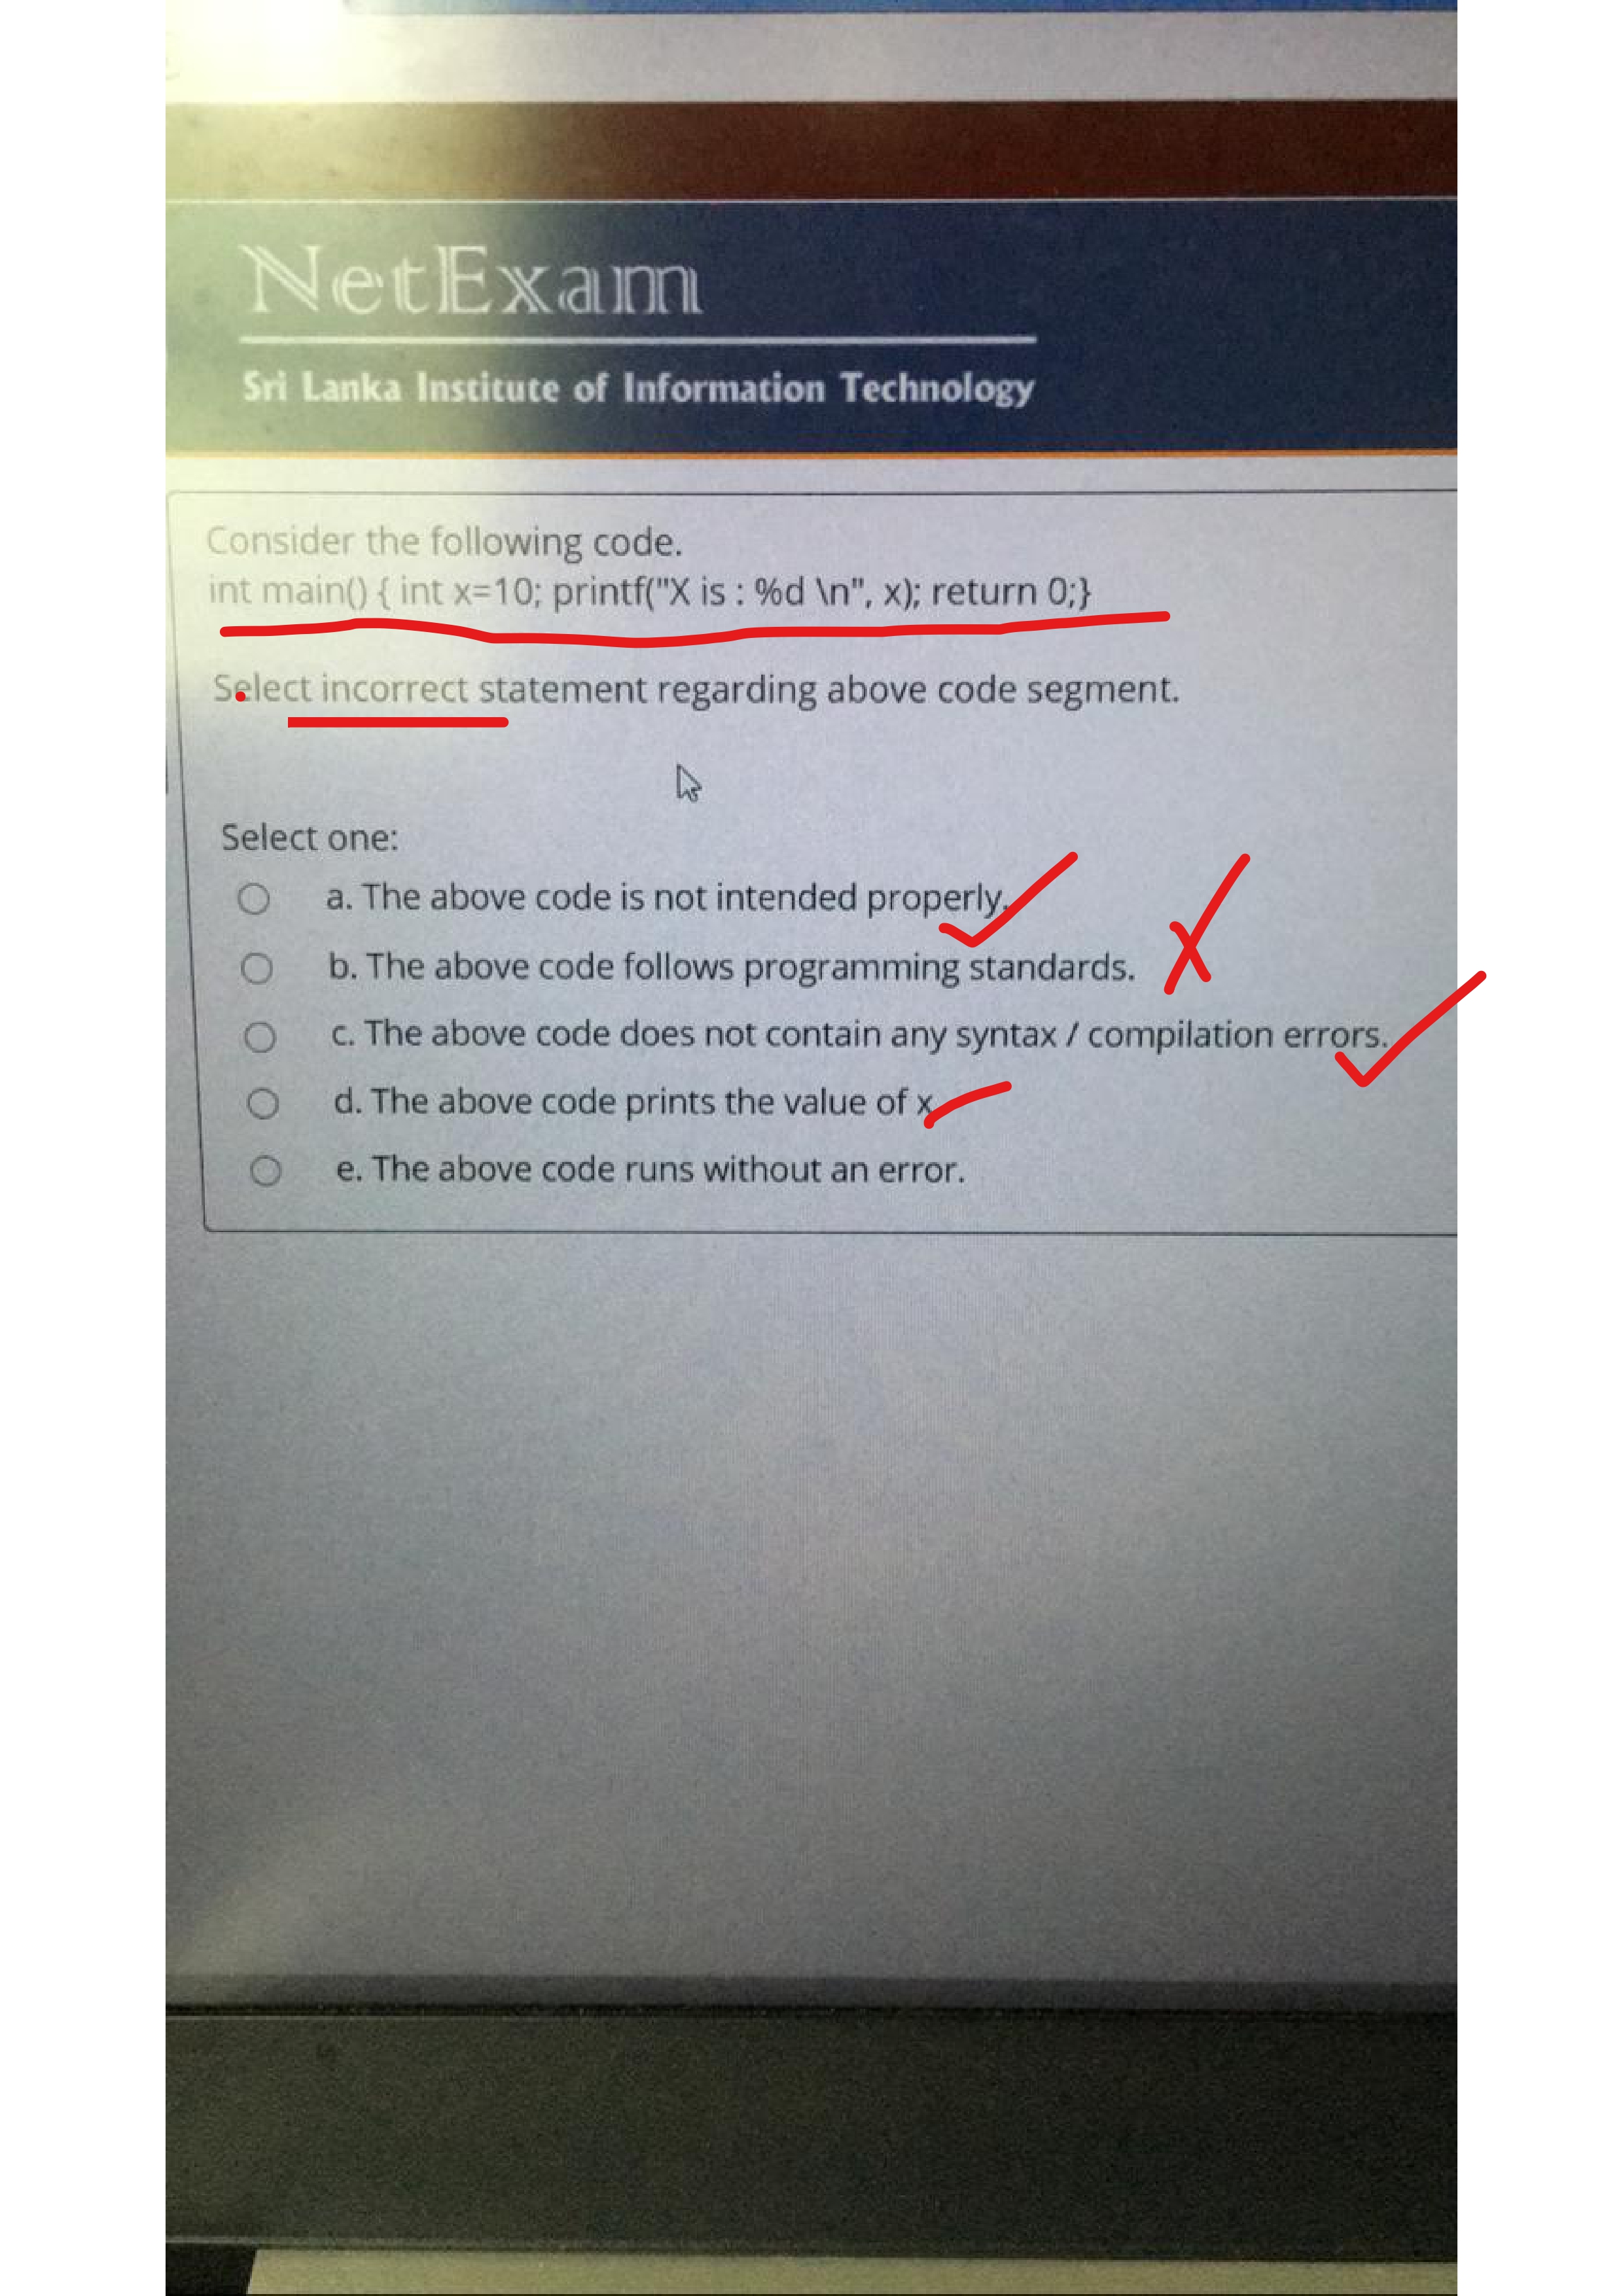 NetExam
Sri Lanka Institute of Information Technology
Consider the following code.
int main() { int x=10; printf("X is : %d \n", x); return 0;}
Select incorrect statement regarding above code segment.
Select one:
a. The above code is not intended properly.
b. The above code follows programming standards.
c. The above code does not contain any syntax / compilation errors.
d. The above code prints the value of x
e. The above code runs without an error.